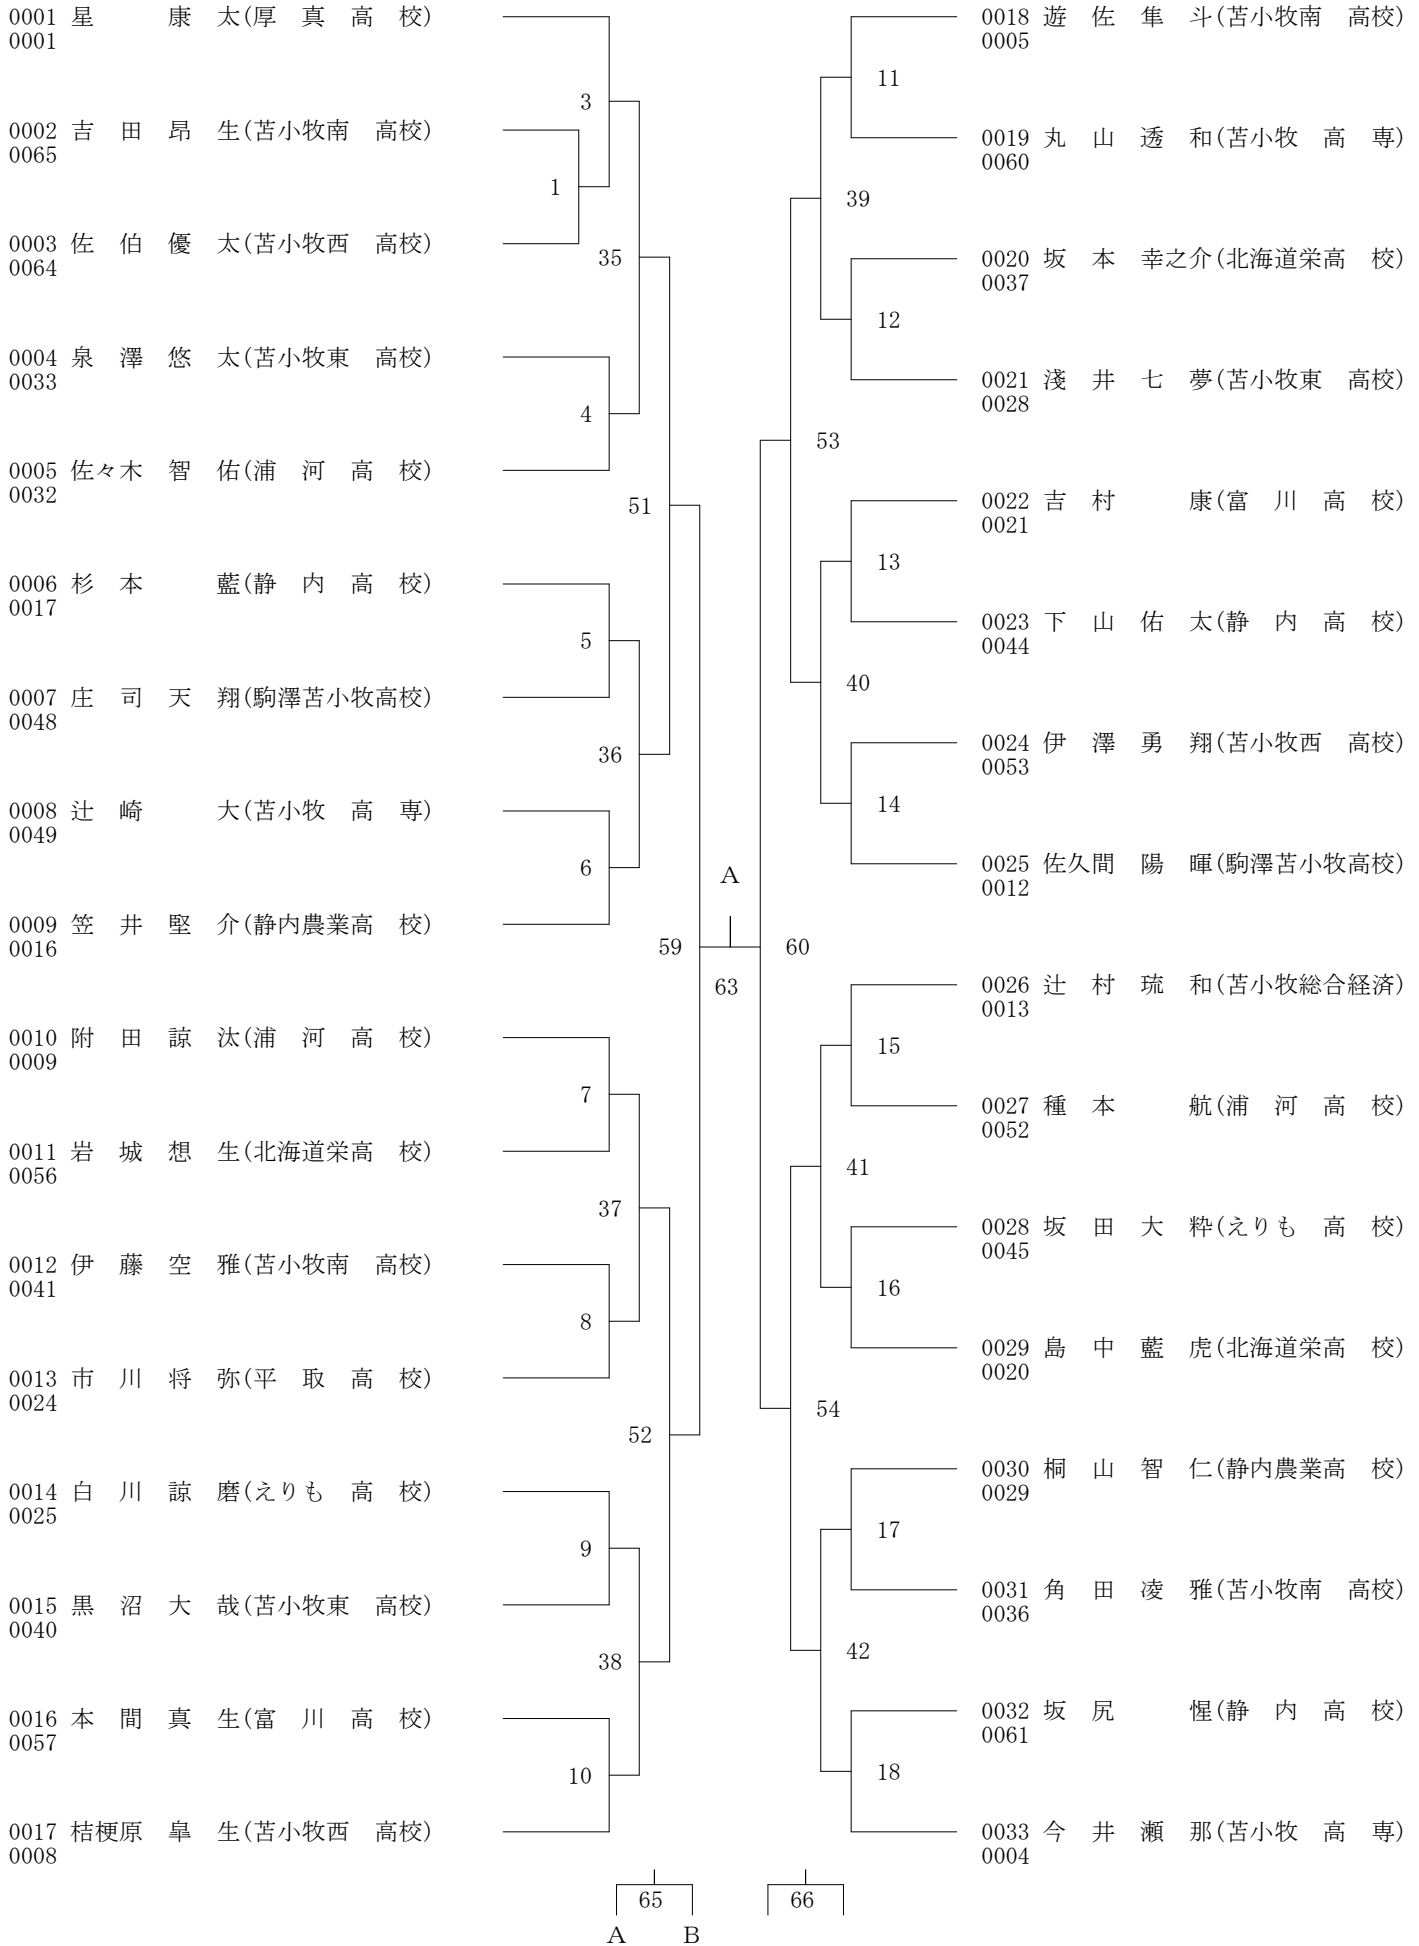 0001 星　　　康　太(厚　真　高　校)
0001
3
0002 吉　田　昂　生(苫小牧南　高校)
0065
1
0003 佐　伯　優　太(苫小牧西　高校)
0064
35
0004 泉　澤　悠　太(苫小牧東　高校)
0033
4
0005 佐々木　智　佑(浦　河　高　校)
0032
51
0006 杉　本　　　藍(静　内　高　校)
0017
5
0007 庄　司　天　翔(駒澤苫小牧高校)
0048
36
0008 辻　崎　　　大(苫小牧　高　専)
0049
6
0009 笠　井　堅　介(静内農業高　校)
0016
59
0010 附　田　諒　汰(浦　河　高　校)
0009
7
0011 岩　城　想　生(北海道栄高　校)
0056
37
0012 伊　藤　空　雅(苫小牧南　高校)
0041
8
0013 市　川　将　弥(平　取　高　校)
0024
52
0014 白　川　諒　磨(えりも　高　校)
0025
9
0015 黒　沼　大　哉(苫小牧東　高校)
0040
38
0016 本　間　真　生(富　川　高　校)
0057
10
0017 桔梗原　皐　生(苫小牧西　高校)
0008
A
63
0018 遊　佐　隼　斗(苫小牧南　高校)
0005
11
0019 丸　山　透　和(苫小牧　高　専)
0060
39
0020 坂　本　幸之介(北海道栄高　校)
0037
12
0021 淺　井　七　夢(苫小牧東　高校)
0028
53
0022 吉　村　　　康(富　川　高　校)
0021
13
0023 下　山　佑　太(静　内　高　校)
0044
40
0024 伊　澤　勇　翔(苫小牧西　高校)
0053
14
0025 佐久間　陽　暉(駒澤苫小牧高校)
0012
60
0026 辻　村　琉　和(苫小牧総合経済)
0013
15
0027 種　本　　　航(浦　河　高　校)
0052
41
0028 坂　田　大　粋(えりも　高　校)
0045
16
0029 島　中　藍　虎(北海道栄高　校)
0020
54
0030 桐　山　智　仁(静内農業高　校)
0029
17
0031 角　田　凌　雅(苫小牧南　高校)
0036
42
0032 坂　尻　　　惺(静　内　高　校)
0061
18
0033 今　井　瀬　那(苫小牧　高　専)
0004
65
A　B
66